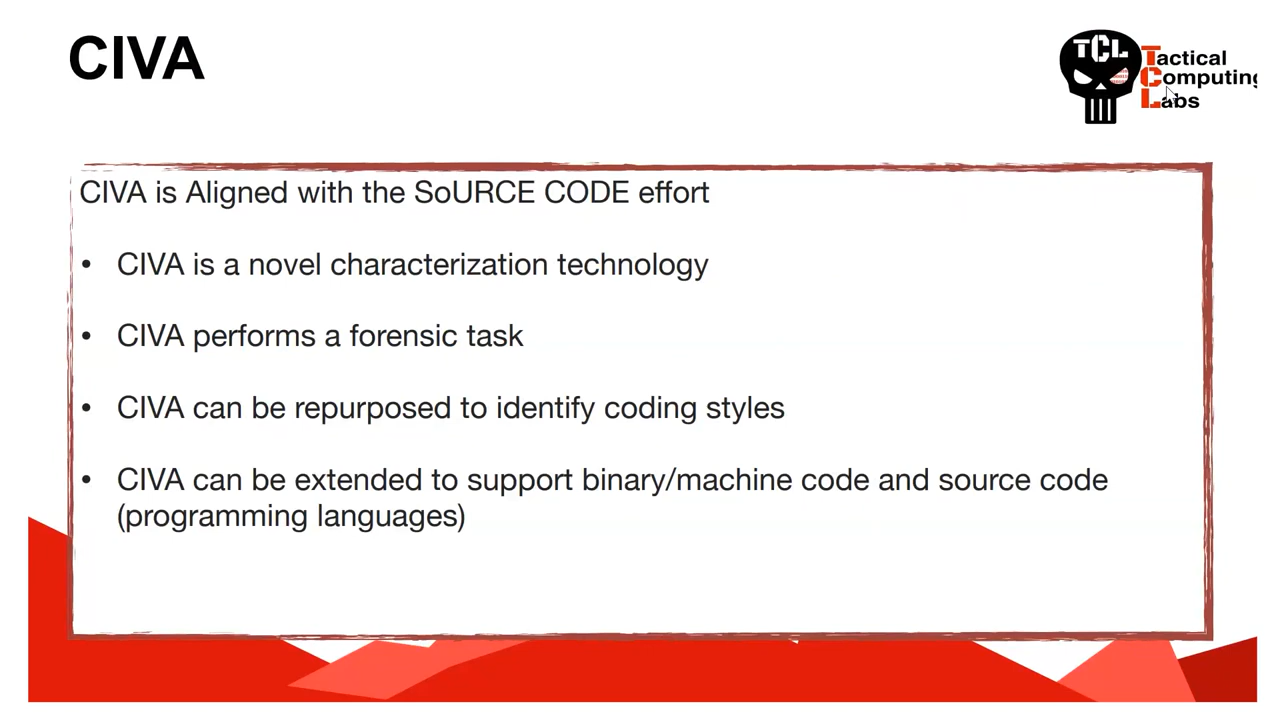 CIVA
TCL
Tactical
Computing
Labs
CIVA is Aligned with the SoURCE CODE effort
• CIVA is a novel characterization technology
• CIVA performs a forensic task
• CIVA can be repurposed to identify coding styles
• CIVA can be extended to support binary/machine code and source code
(programming languages)